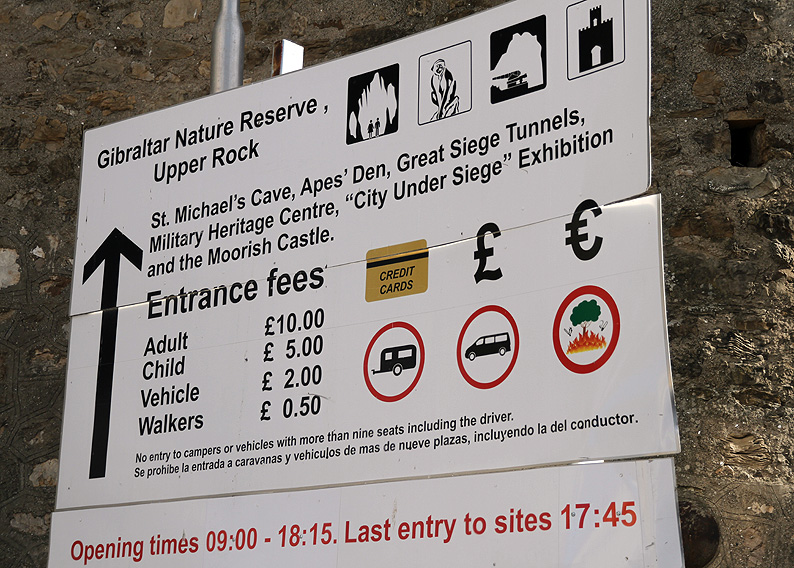 Gibraltar Nature Reserve ,
Upper Rock
St. Michael's Cave, Apes' Den, Great Siege Tunnels,
Military Heritage Centre, "City Under Siege" Exhibition
and the Moorish Castle.
£ €
CREDIT
CARDS
Entrance fees
Adult £10.00
Child £ 5.00
Vehicle £ 2.00
Walkers £ 0.50
No entry to campers or vehicles with more than nine seats including the driver.
Se prohibe la entrada a caravanas y vehiculos de mas de nueve plazas, incluyendo la del conductor.
Opening times 09:00 - 18:15. Last entry to sites 17:45